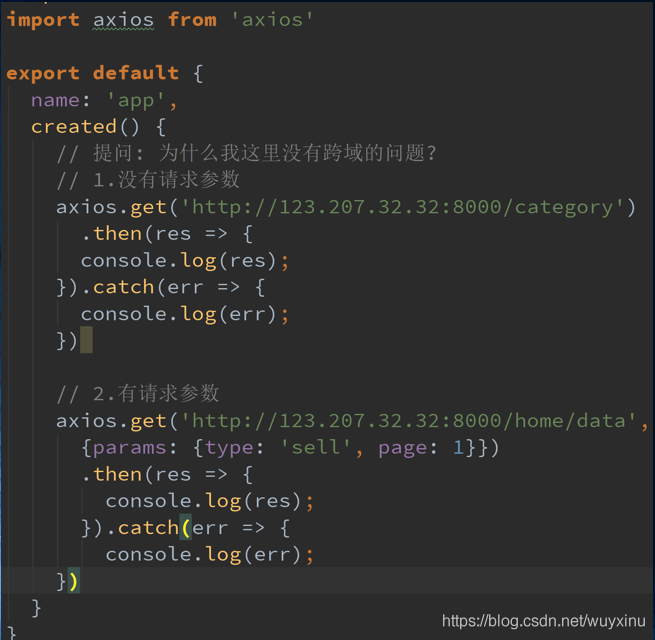 import axios from 'axios'
export default {
name: 'app',
created() {
// 提问: 为什么我这里没有跨域的问题?
// 1.没有请求参数
axios.get('http://123.207.32.32:8000/category')
.then(res => {
console.log(res);
}).catch(err => {
console.log(err);
})
// 2.有请求参数
axios.get('http://123.207.32.32:8000/home/data',
{params: {type: 'sell', page: 1}})
.then(res => {
console.log(res);
}).catch(err => {
console.log(err);
})
}
}
https://blog.csdn.net/wuyxinu